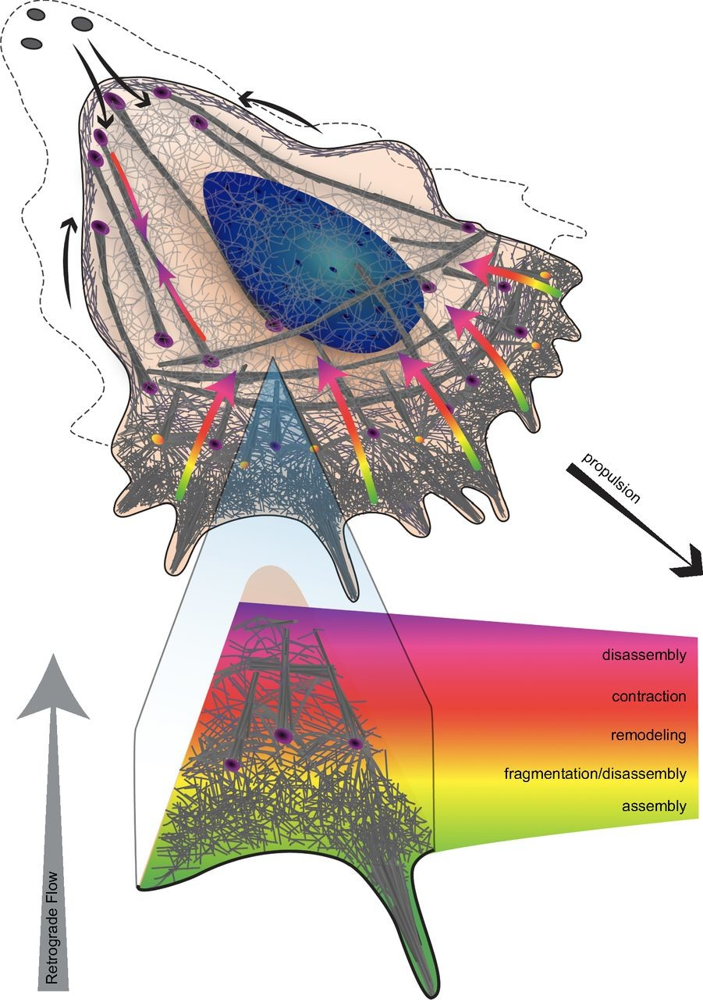 propulsion
disassembly
contraction
remodeling
fragmentation/disassembly
assembly
Retrograde Flow